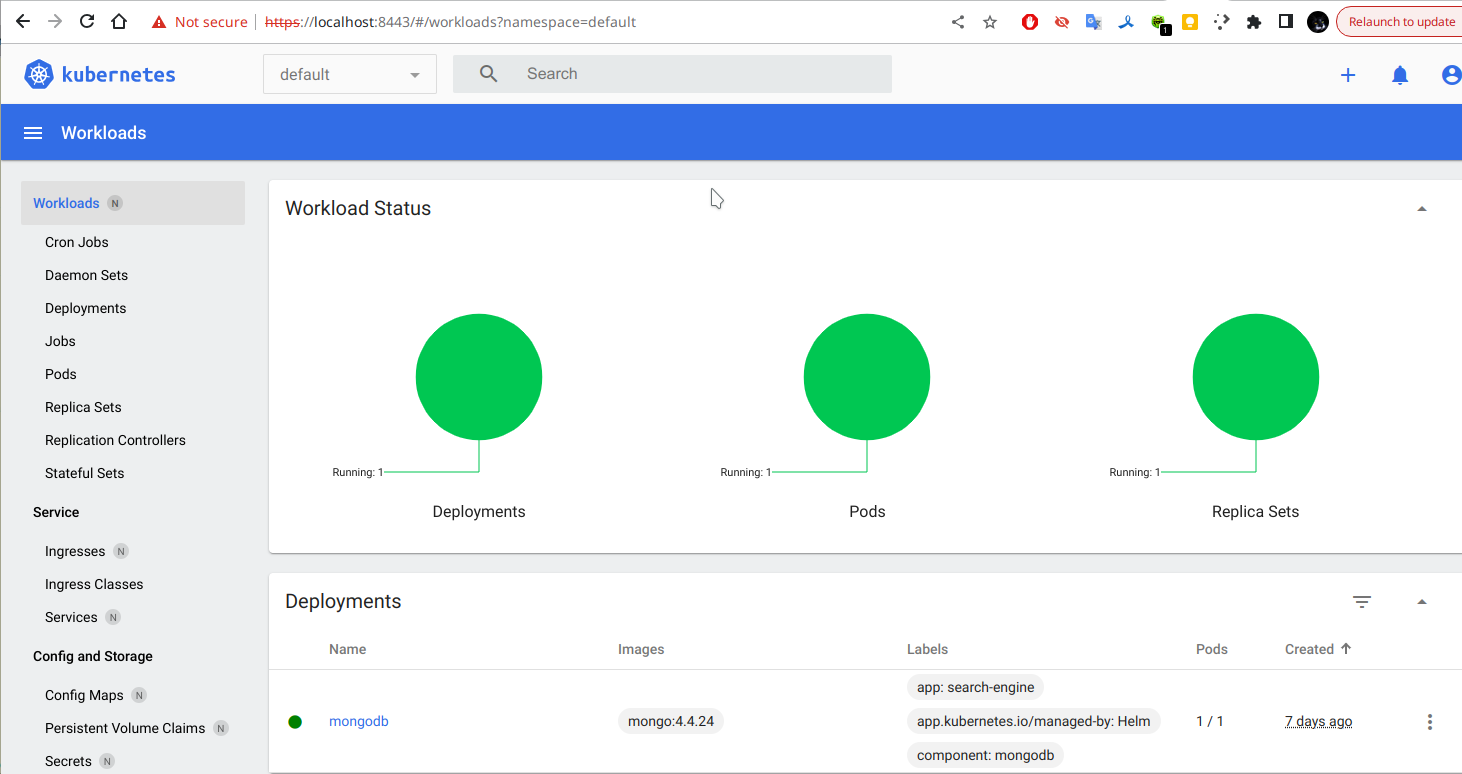 Not secure https://localhost:8443/#/workloads?namespace=default
1
Relaunch to update
kubernetes
default
Search
Workloads
Workloads N
Cron Jobs
Daemon Sets
Deployments
Jobs
Pods
Replica Sets
Replication Controllers
Stateful Sets
Service
Ingresses N
Ingress Classes
Services N
Config and Storage
Config Maps N
Persistent Volume Claims N
Secrets N
Workload Status
Running: 1
Deployments
Running: 1
Pods
Running: 1
Replica Sets
Deployments
Name Images Labels Pods Created
mongodb
mongo:4.4.24
app: search-engine
app.kubernetes.io/managed-by: Helm
component: mongodb
1 / 1
7 days ago